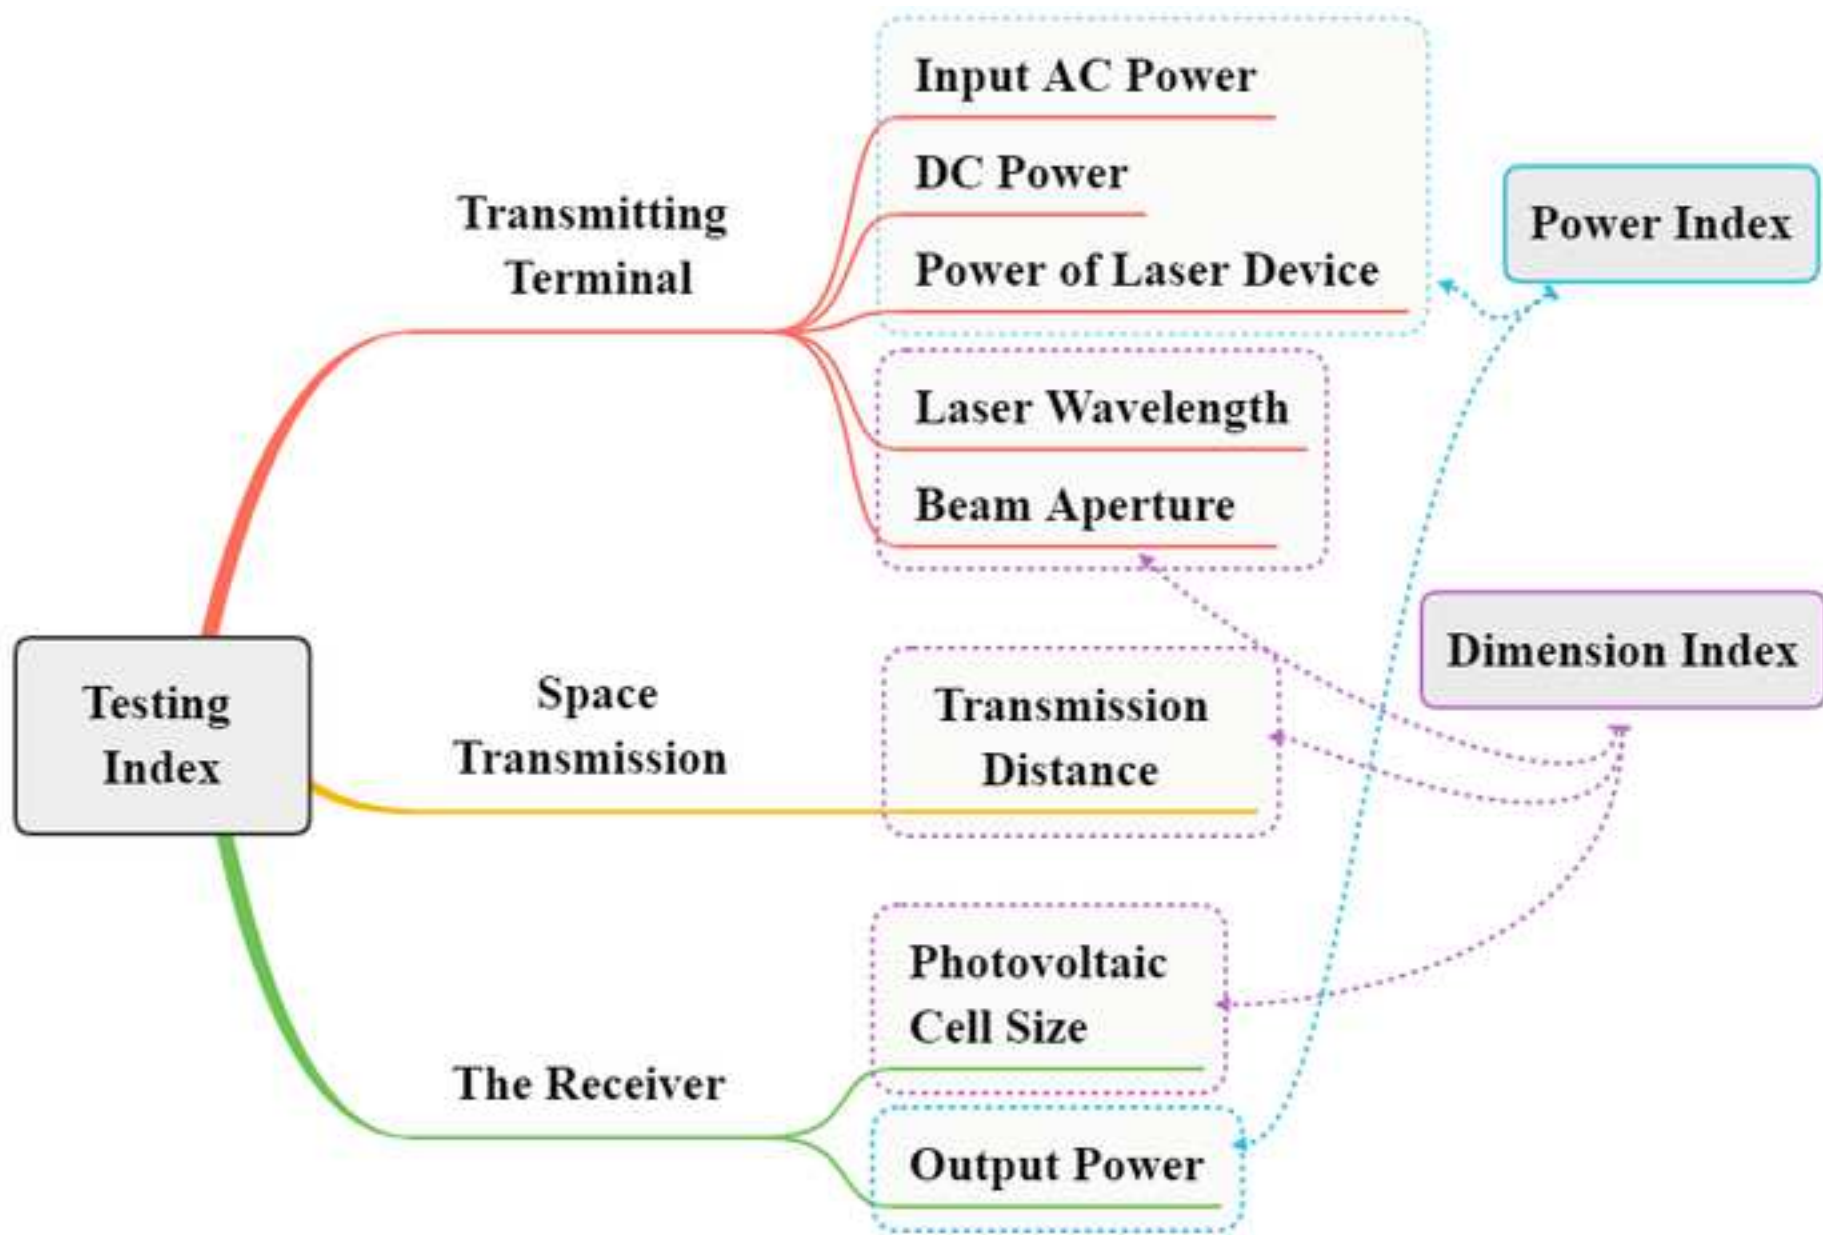 Input AC Power
DC Power
Power of Laser Device
Transmitting
Terminal
Power Index
Laser Wavelength
Beam Aperture
Testing
Index
Space
Transmission
Transmission
Distance
Dimension Index
Photovoltaic
Cell Size
The Receiver
Output Power